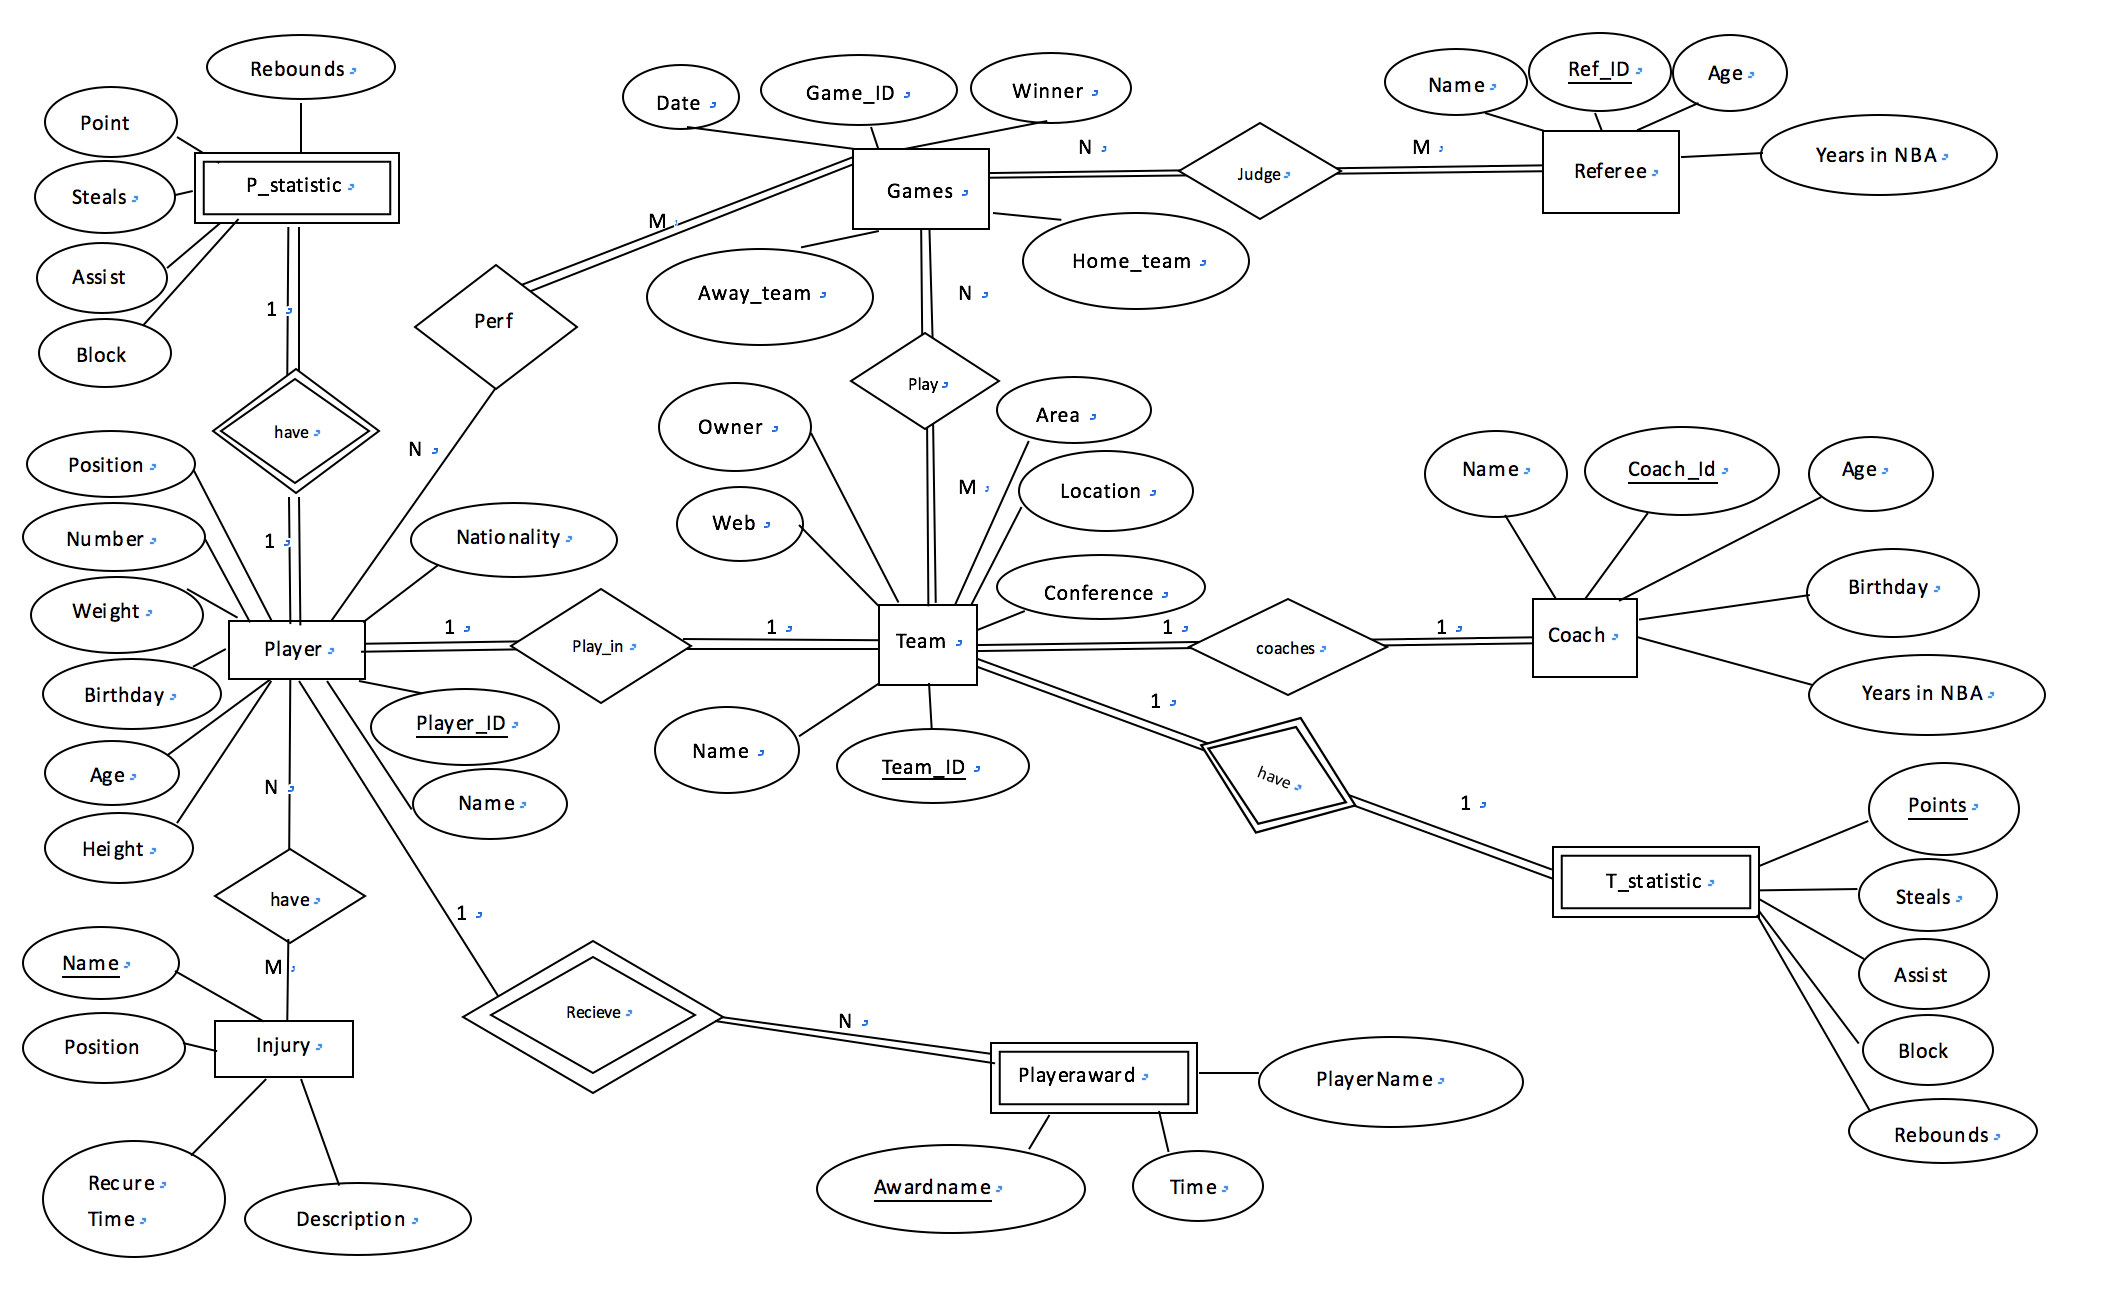 Rebounds
Point
Steals
Assist
Block
P_statistic
1
have
1
Position
Number
Weight
Birthday
Age
Height
Player
Nationality
Player_ID
Name
N
have
M
Name
Position
Injury
Recure
Time
Description
Perf
M
N
Date
Game_ID
Winner
Games
Away_team
Home_team
N
Judge
M
Name
Ref_ID
Age
Years in NBA
Referee
N
Play
M
Owner
Web
Area
Location
Conference
Team
Name
Team_ID
1
Play_in
1
1
coaches
1
Name
Coach_Id
Age
Birthday
Years in NBA
Coach
1
have
1
T_statistic
Points
Steals
Assist
Block
Rebounds
1
Recieve
N
Playeraward
PlayerName
Awardname
Time